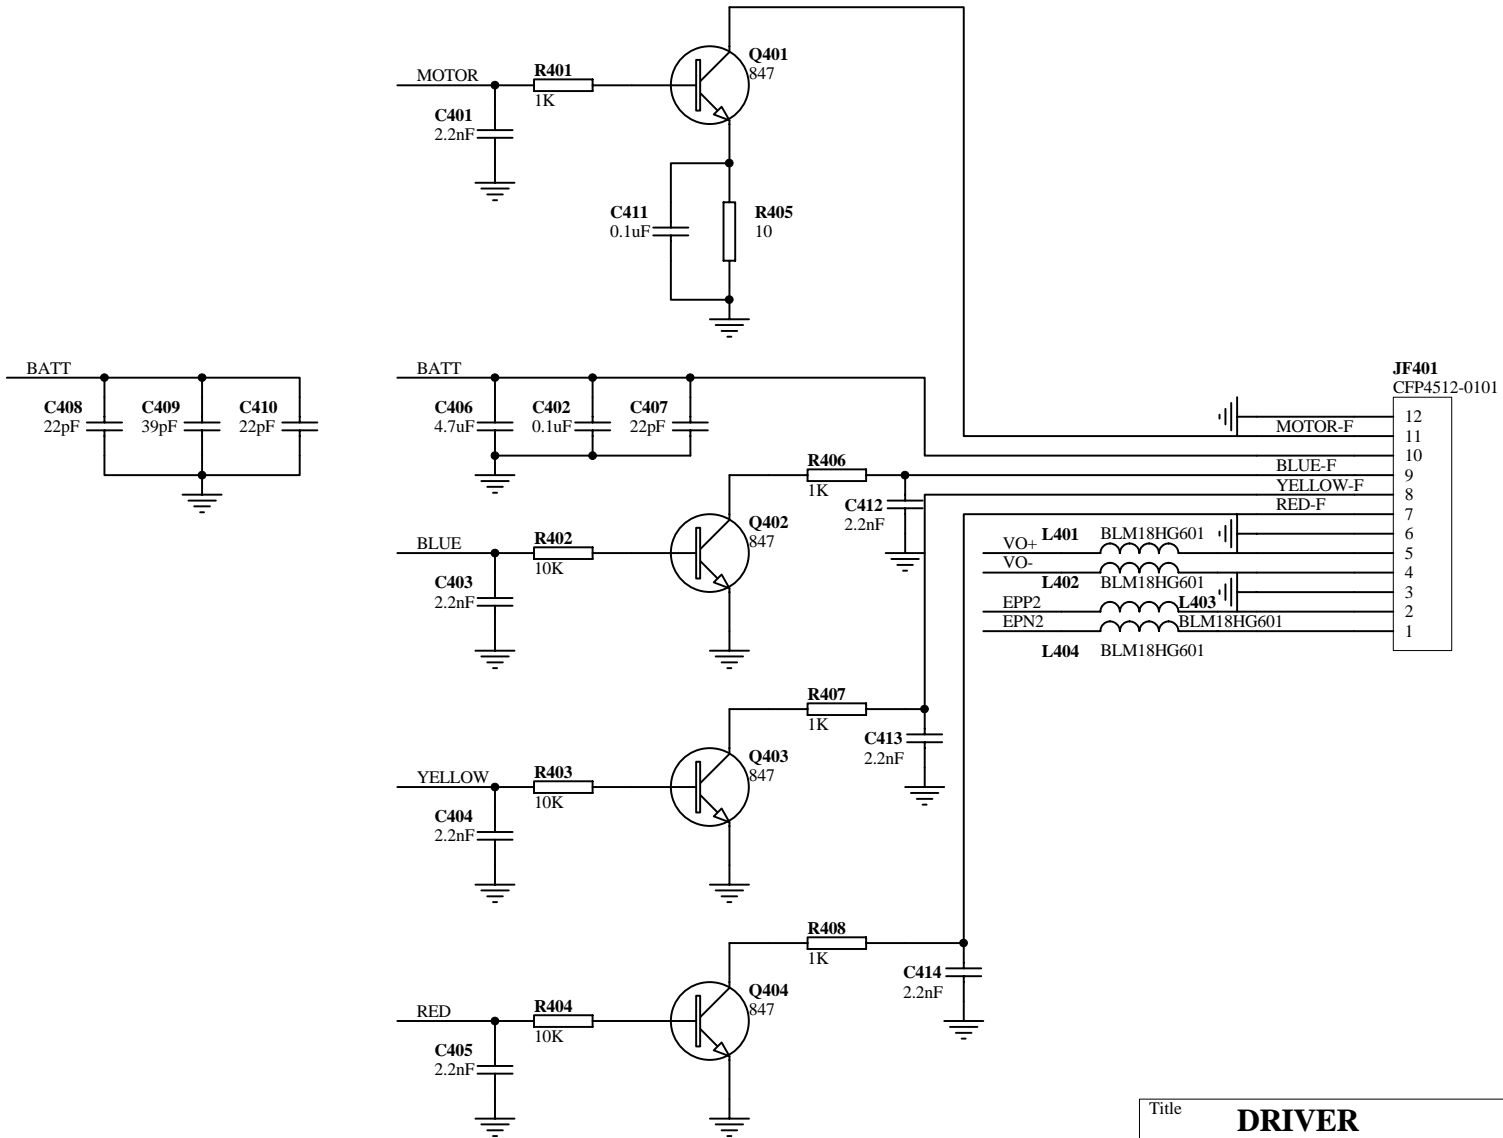 MOTOR
R401
1K
Q401
847
C401
2.2nF
C411
0.1uF
R405
10
BATT
C408
22pF
C409
39pF
C410
22pF
BATT
C406
4.7uF
C402
0.1uF
C407
22pF
JF401
CFP4512-0101
12
MOTOR-F
11
10
BLUE-F
9
YELLOW-F
8
RED-F
7
6
5
4
3
2
1
R406
1K
C412
2.2nF
BLUE
R402
10K
Q402
847
C403
2.2nF
VO+
L401
BLM18HG601
VO-
L402
BLM18HG601
EPP2
L403
EPN2
BLM18HG601
L404
BLM18HG601
R407
1K
C413
2.2nF
YELLOW
R403
10K
Q403
847
C404
2.2nF
R408
1K
C414
2.2nF
RED
R404
10K
Q404
847
C405
2.2nF
Title
DRIVER